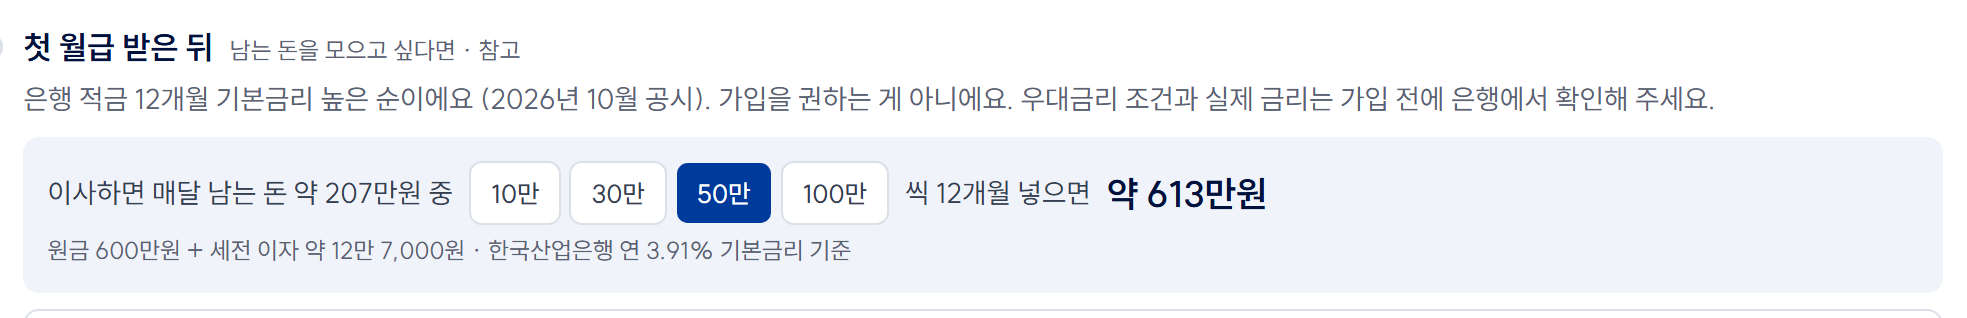 첫 월급 받은 뒤 남는 돈을 모으고 싶다면 · 참고
은행 적금 12개월 기본금리 높은 순이에요 (2026년 10월 공시). 가입을 권하는 게 아니에요. 우대금리 조건과 실제 금리는 가입 전에 은행에서 확인해 주세요.
이사하면 매달 남는 돈 약 207만원 중 10만 30만 50만 100만 씩 12개월 넣으면 약 613만원
원금 600만원 + 세전 이자 약 12만 7,000원 · 한국산업은행 연 3.91% 기본금리 기준